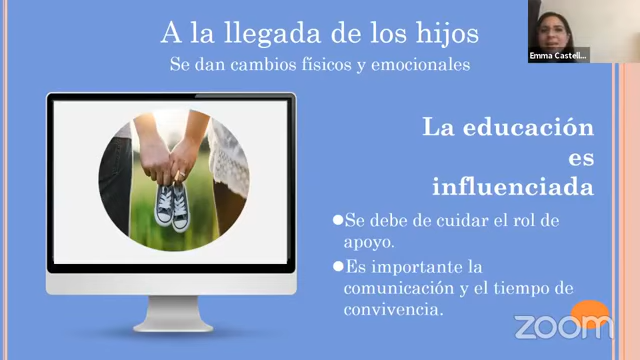 A la llegada de los hijos
Se dan cambios físicos y emocionales
Emma Castell...
La educación
es
influenciada
●Se debe de cuidar el rol de
apoyo.
●Es importante la
comunicación y el tiempo de
convivencia.
zoom